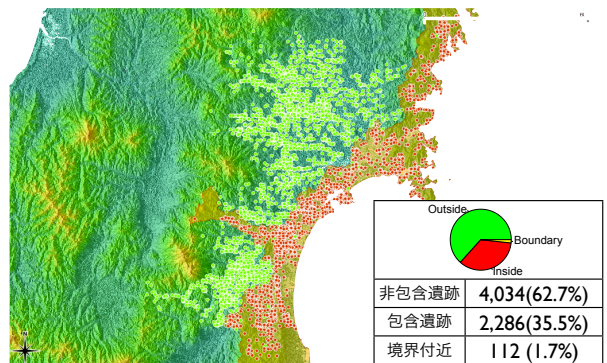 Outside
Boundary
Inside
非包含遺跡 4,034(62.7%)
包含遺跡 2,286(35.5%)
境界付近 112 (1.7%)